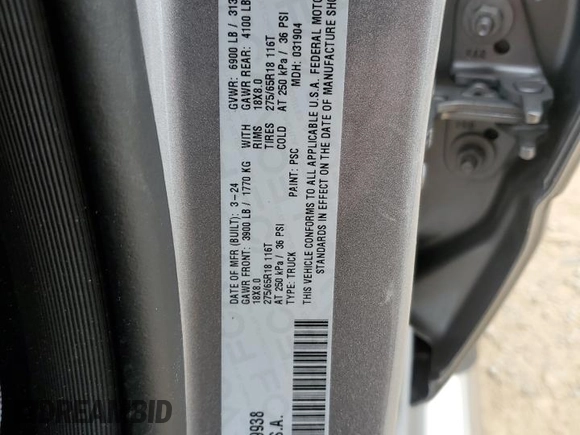 DATE OF MFR (BUILT): 3-24 GVWR: 6900 LB / 313
GAWR FRONT: 3900 LB / 1770 KG WITH GAWR REAR: 4100 LB
18X8.0 RIMS 18X8.0
275/65R18 116T TIRES 275/65R18 116T
AT 250 kPa / 36 PSI COLD AT 250 kPa / 36 PSI
TYPE: TRUCK PAINT: PSC MDH: 031904
THIS VEHICLE CONFORMS TO ALL APPLICABLE U.S.A. FEDERAL MOTOR
STANDARDS IN EFFECT ON THE DATE OF MANUFACTURE SHO
9938
S.A.
DREAMBID